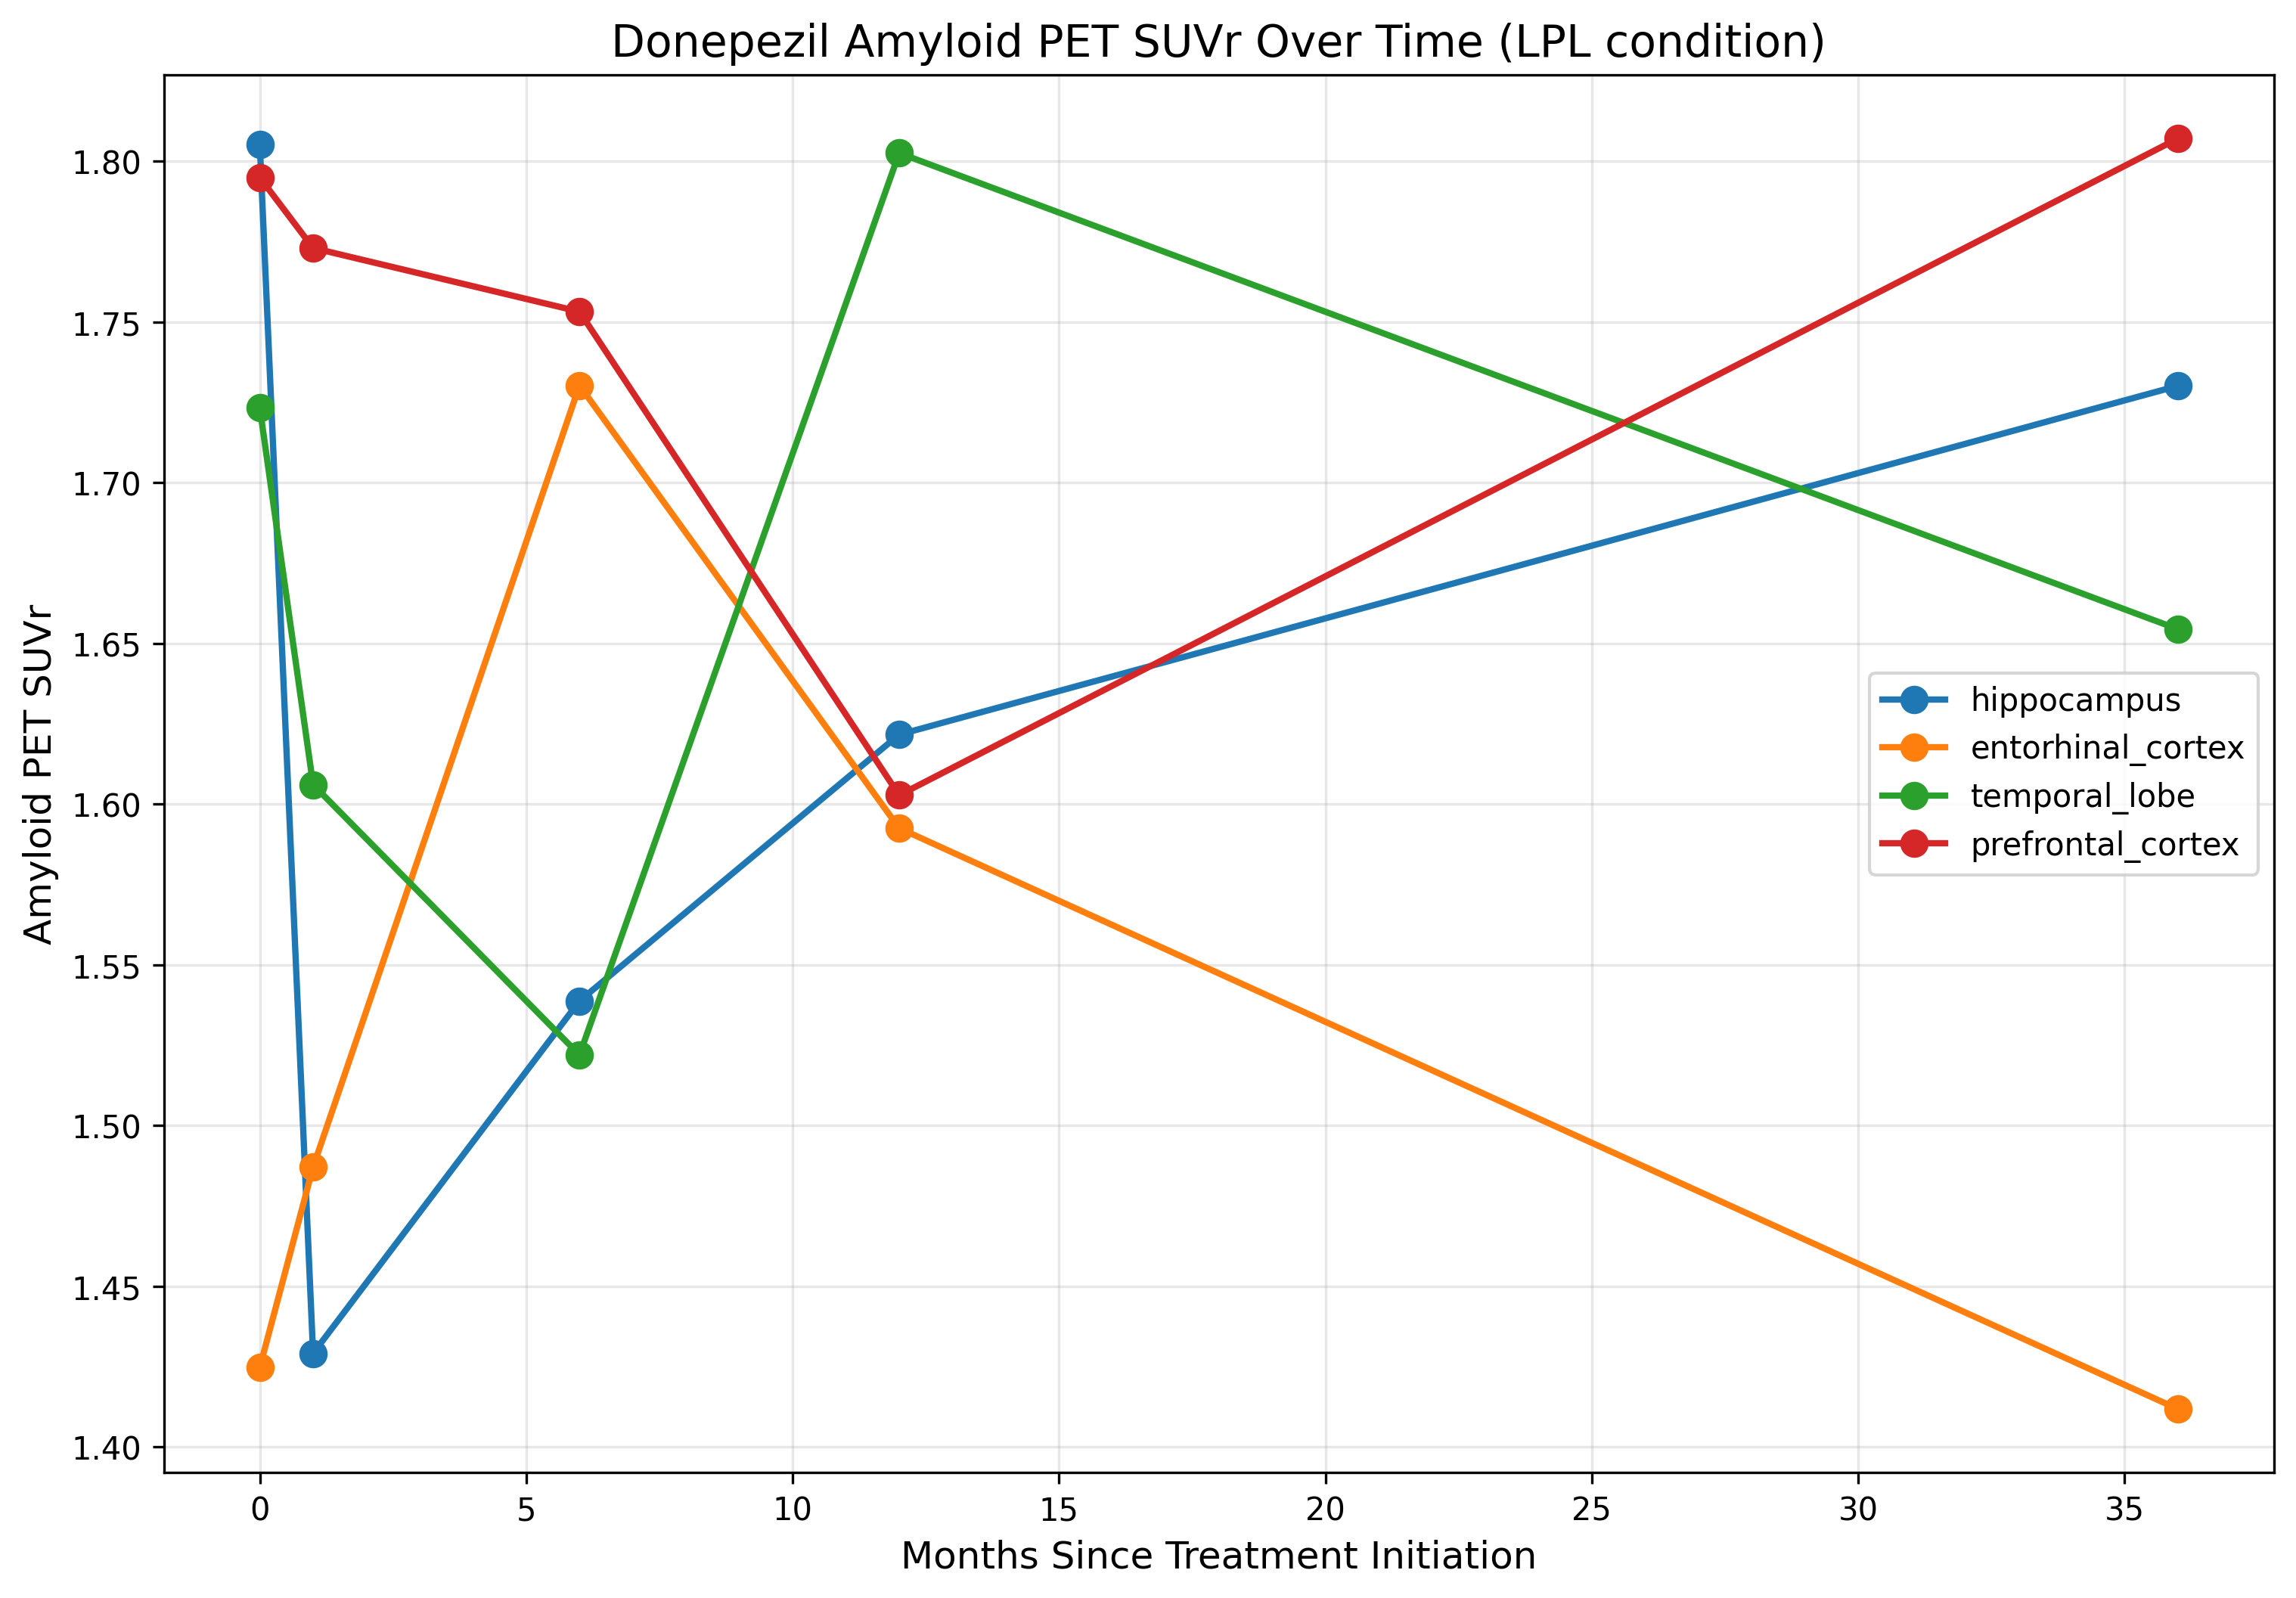 Donepezil Amyloid PET SUVr Over Time (LPL condition)
Amyloid PET SUVr
1.80
1.75
1.70
1.65
1.60
1.55
1.50
1.45
1.40
hippocampus
entorhinal_cortex
temporal_lobe
prefrontal_cortex
0 5 10 15 20 25 30 35
Months Since Treatment Initiation